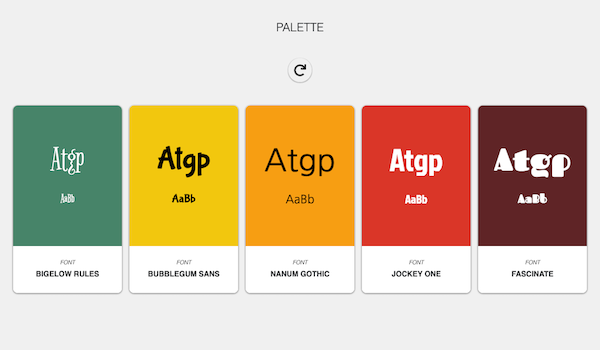 PALETTE
Atgp
AaBb
FONT
BIGELOW RULES
Atgp
AaBb
FONT
BUBBLEGUM SANS
Atgp
AaBb
FONT
NANUM GOTHIC
Atgp
AaBb
FONT
JOCKEY ONE
Atgp
AaBb
FONT
FASCINATE